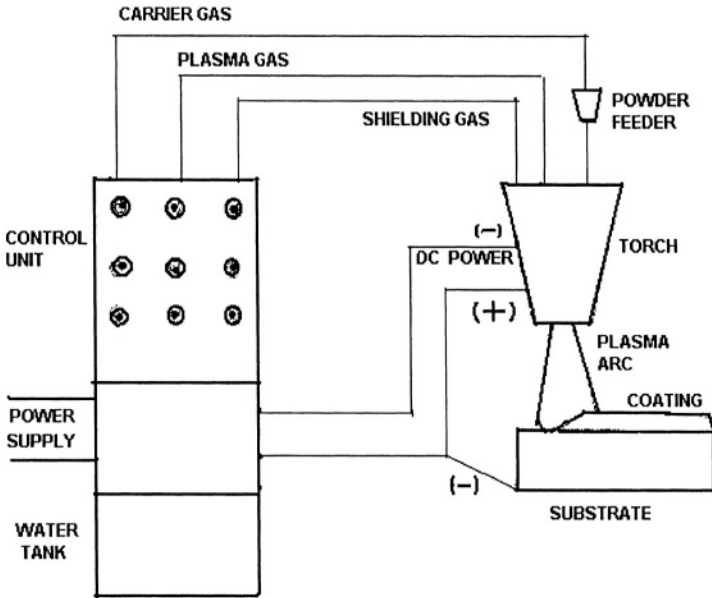 CARRIER GAS
PLASMA GAS
SHIELDING GAS
POWDER
FEEDER
CONTROL
UNIT
(-)
DC POWER
TORCH
(+)
PLASMA
ARC
COATING
POWER
SUPPLY
(-)
SUBSTRATE
WATER
TANK